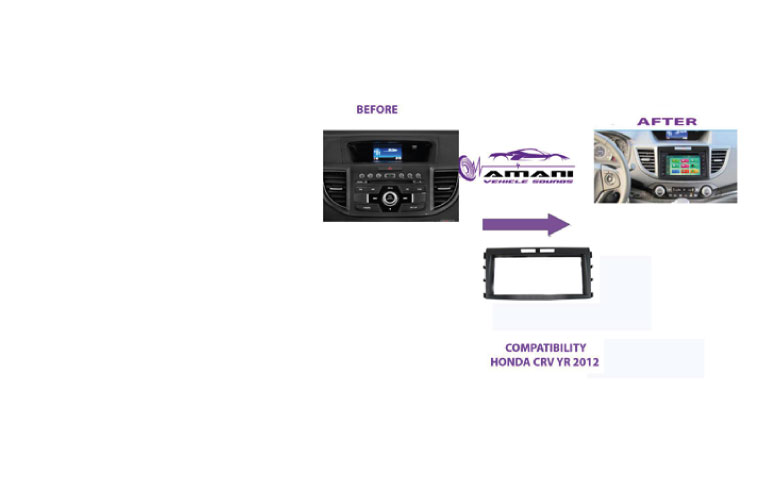 BEFORE
AFTER
AMANI
VEHICLE SOUNDS
COMPATIBILITY
HONDA CRV YR 2012